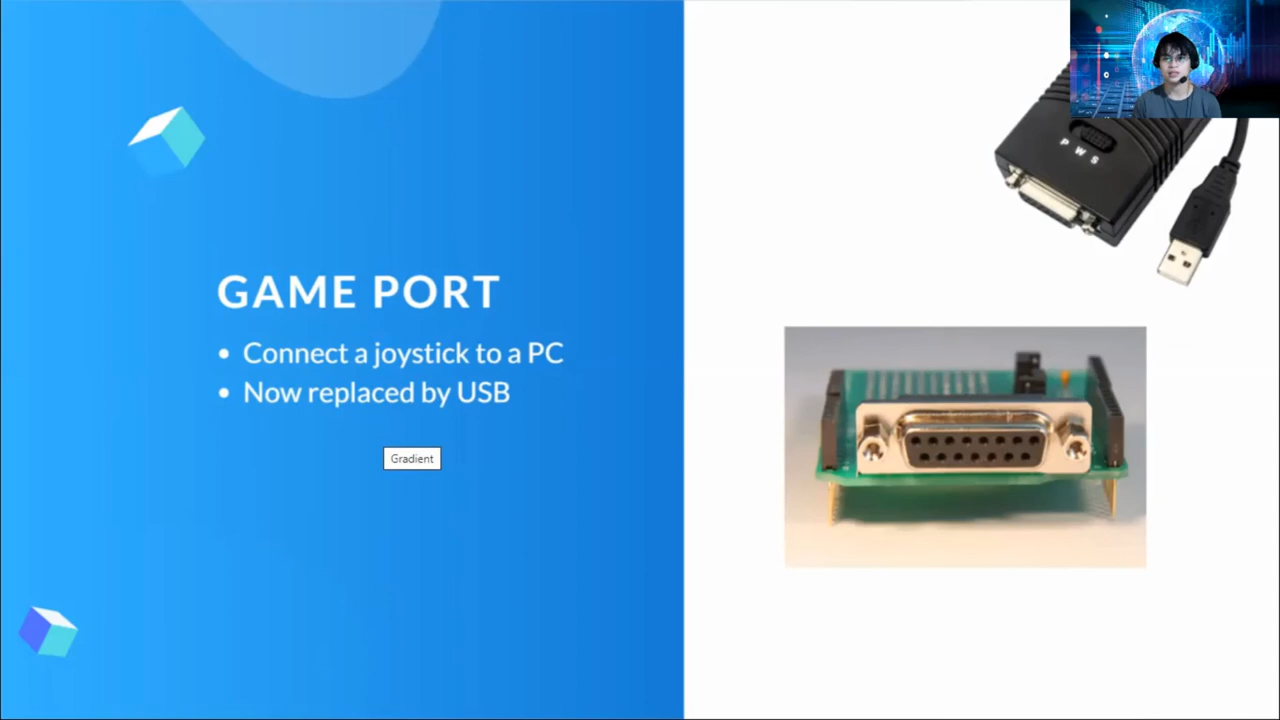 GAME PORT
• Connect a joystick to a PC
• Now replaced by USB
Gradient
P W S